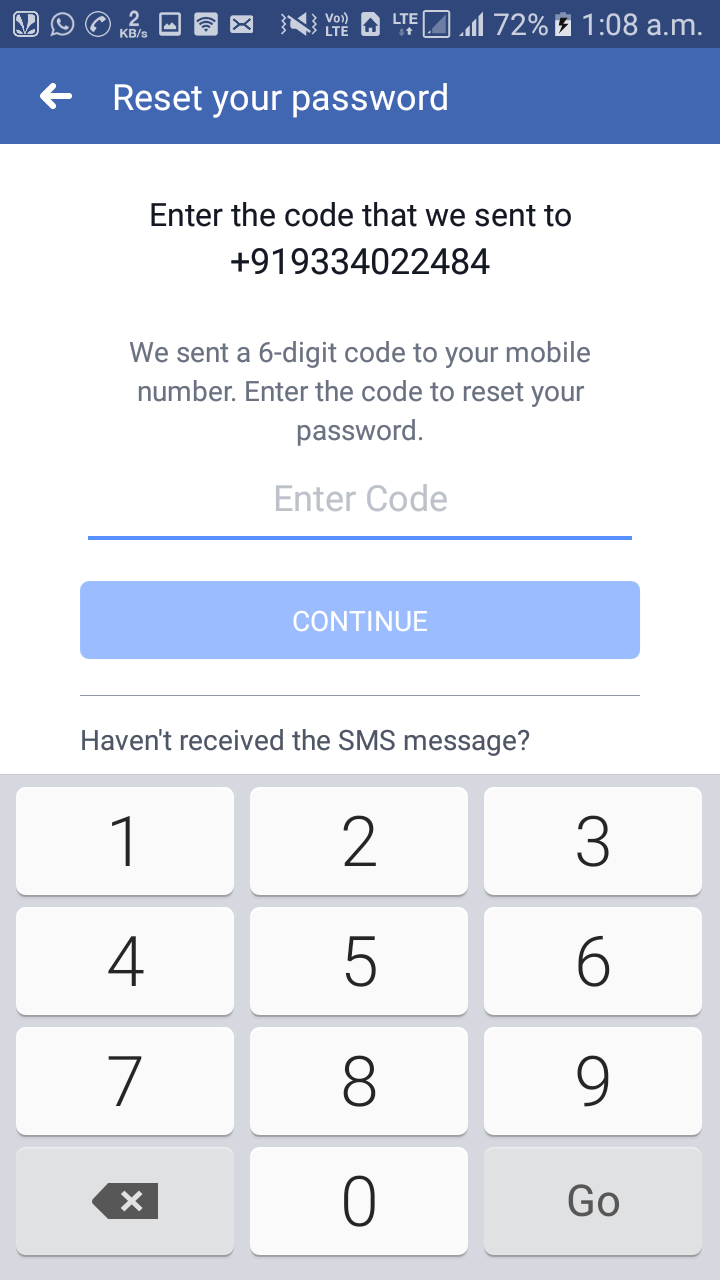 2 KB/s Vo)) LTE LTE 72% 1:08 a.m.
Reset your password
Enter the code that we sent to
+919334022484
We sent a 6-digit code to your mobile
number. Enter the code to reset your
password.
Enter Code
CONTINUE
Haven't received the SMS message?
1 2 3
4 5 6
7 8 9
0 Go